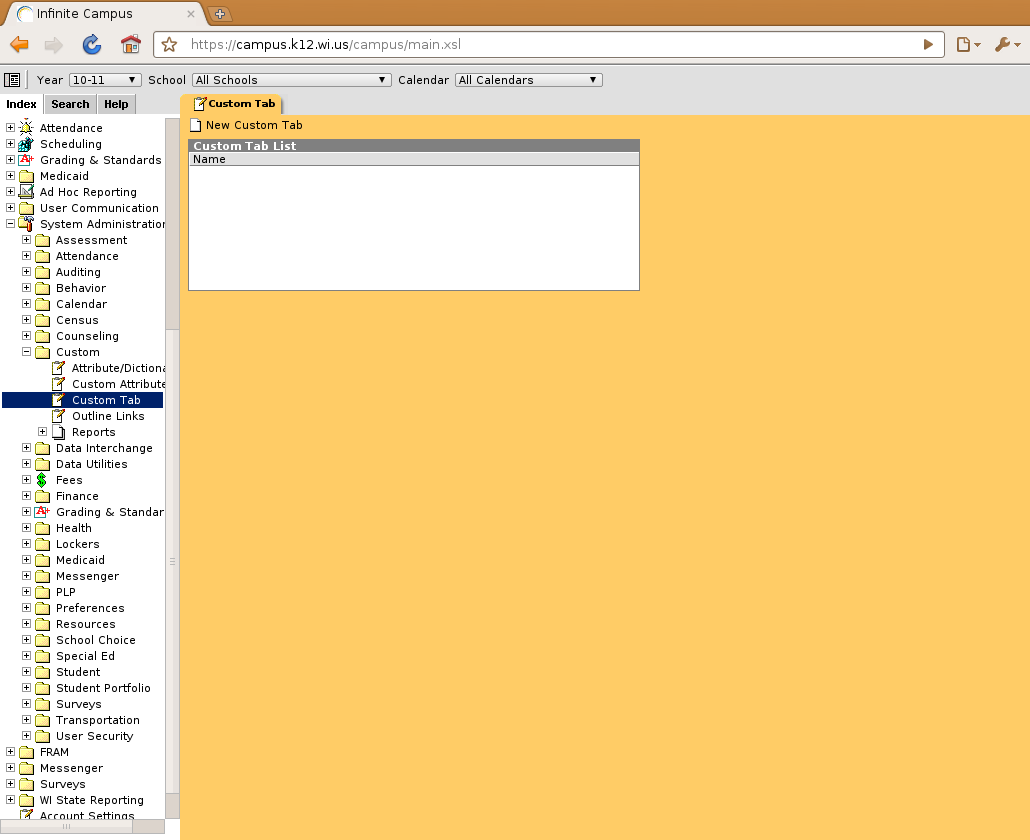 Infinite Campus
https://campus.k12.wi.us/campus/main.xsl
Year 10-11 School All Schools Calendar All Calendars
Index Search Help
Custom Tab
New Custom Tab
Custom Tab List
Name
Attendance
Scheduling
Grading & Standards
Medicaid
Ad Hoc Reporting
User Communication
System Administration
Assessment
Attendance
Auditing
Behavior
Calendar
Census
Counseling
Custom
Attribute/Dictiona
Custom Attribute
Custom Tab
Outline Links
Reports
Data Interchange
Data Utilities
Fees
Finance
Grading & Standar
Health
Lockers
Medicaid
Messenger
PLP
Preferences
Resources
School Choice
Special Ed
Student
Student Portfolio
Surveys
Transportation
User Security
FRAM
Messenger
Surveys
WI State Reporting
Account Settings